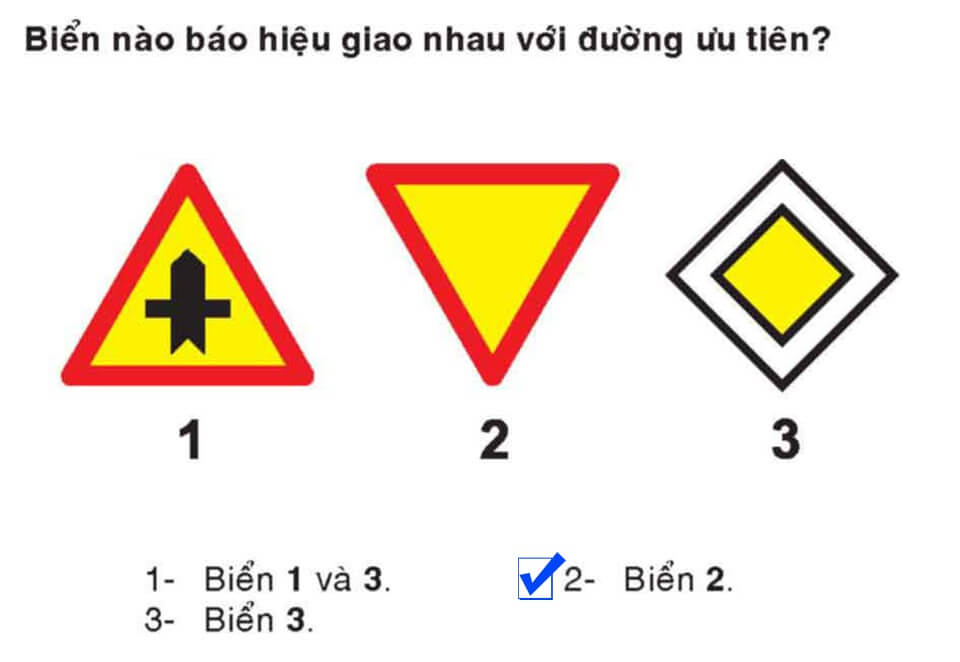 Biển nào báo hiệu giao nhau với đường ưu tiên?
1 2 3
1- Biển 1 và 3. 2- Biển 2.
3- Biển 3.